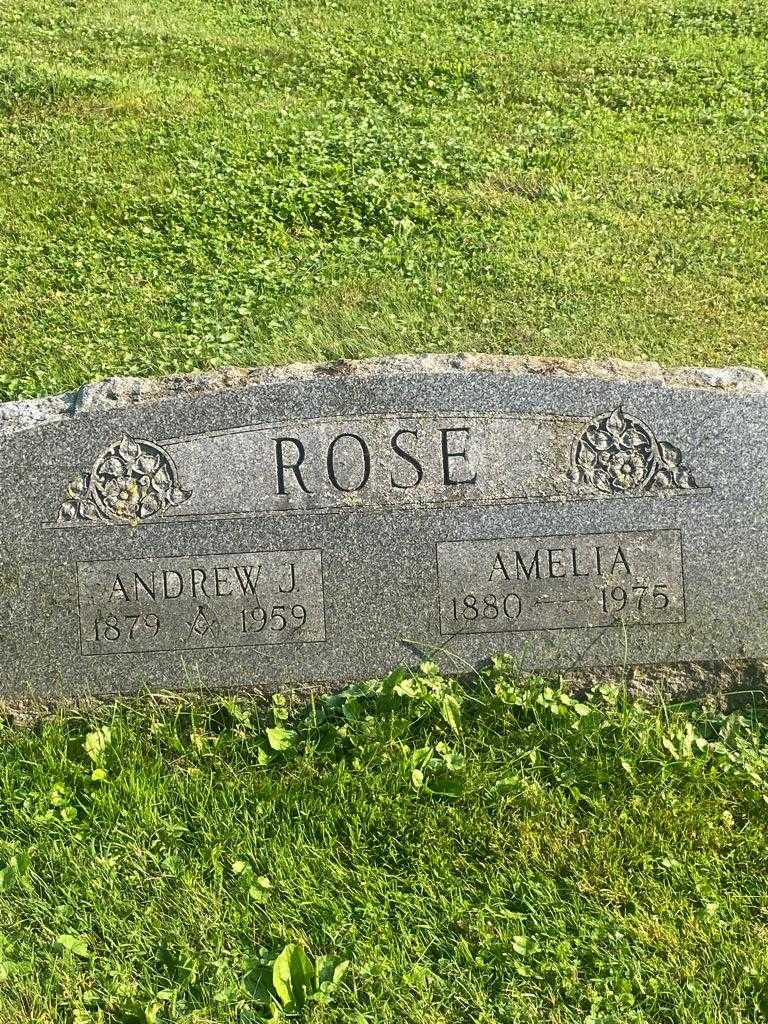 ROSE
ANDREW J.
1879 1959
AMELIA
1880 — 1975